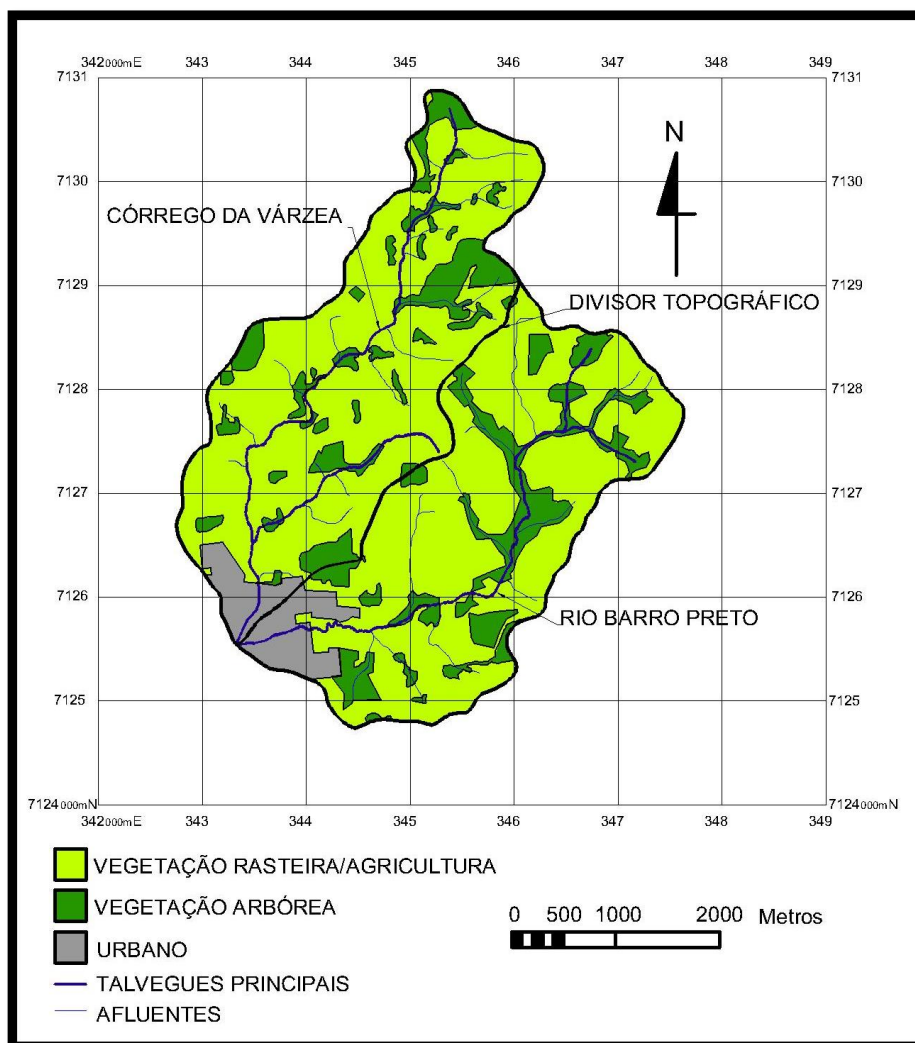 342000mE 343 344 345 346 347 348 349
7131 7131
7130 7130
CÓRREGO DA VÁRZEA
N
7129 7129
DIVISOR TOPOGRÁFICO
7128 7128
7127 7127
7126 7126
RIO BARRO PRETO
7125 7125
7124000mN 7124000mN
342000mE 343 344 345 346 347 348 349
VEGETAÇÃO RASTEIRA/AGRICULTURA
VEGETAÇÃO ARBÓREA
URBANO
TALVEGUES PRINCIPAIS
AFLUENTES
0 500 1000 2000 Metros